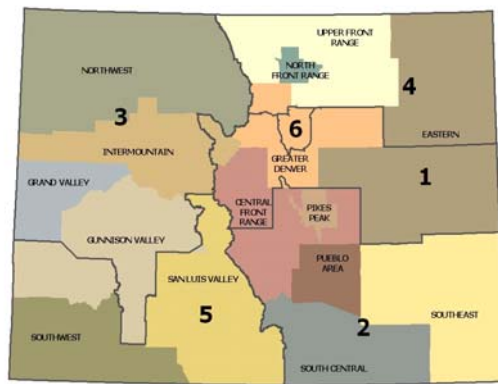 UPPER FRONT
RANGE
NORTHWEST
NORTH
FRONT RANGE
4
3
6
EASTERN
INTERMOUNTAIN
GREATER
DENVER
GRAND VALLEY
1
CENTRAL
FRONT
RANGE
PIKES
PEAK
GUNNISON VALLEY
PUEBLO
AREA
SAN LUIS VALLEY
5
2
SOUTHEAST
SOUTHWEST
SOUTH CENTRAL